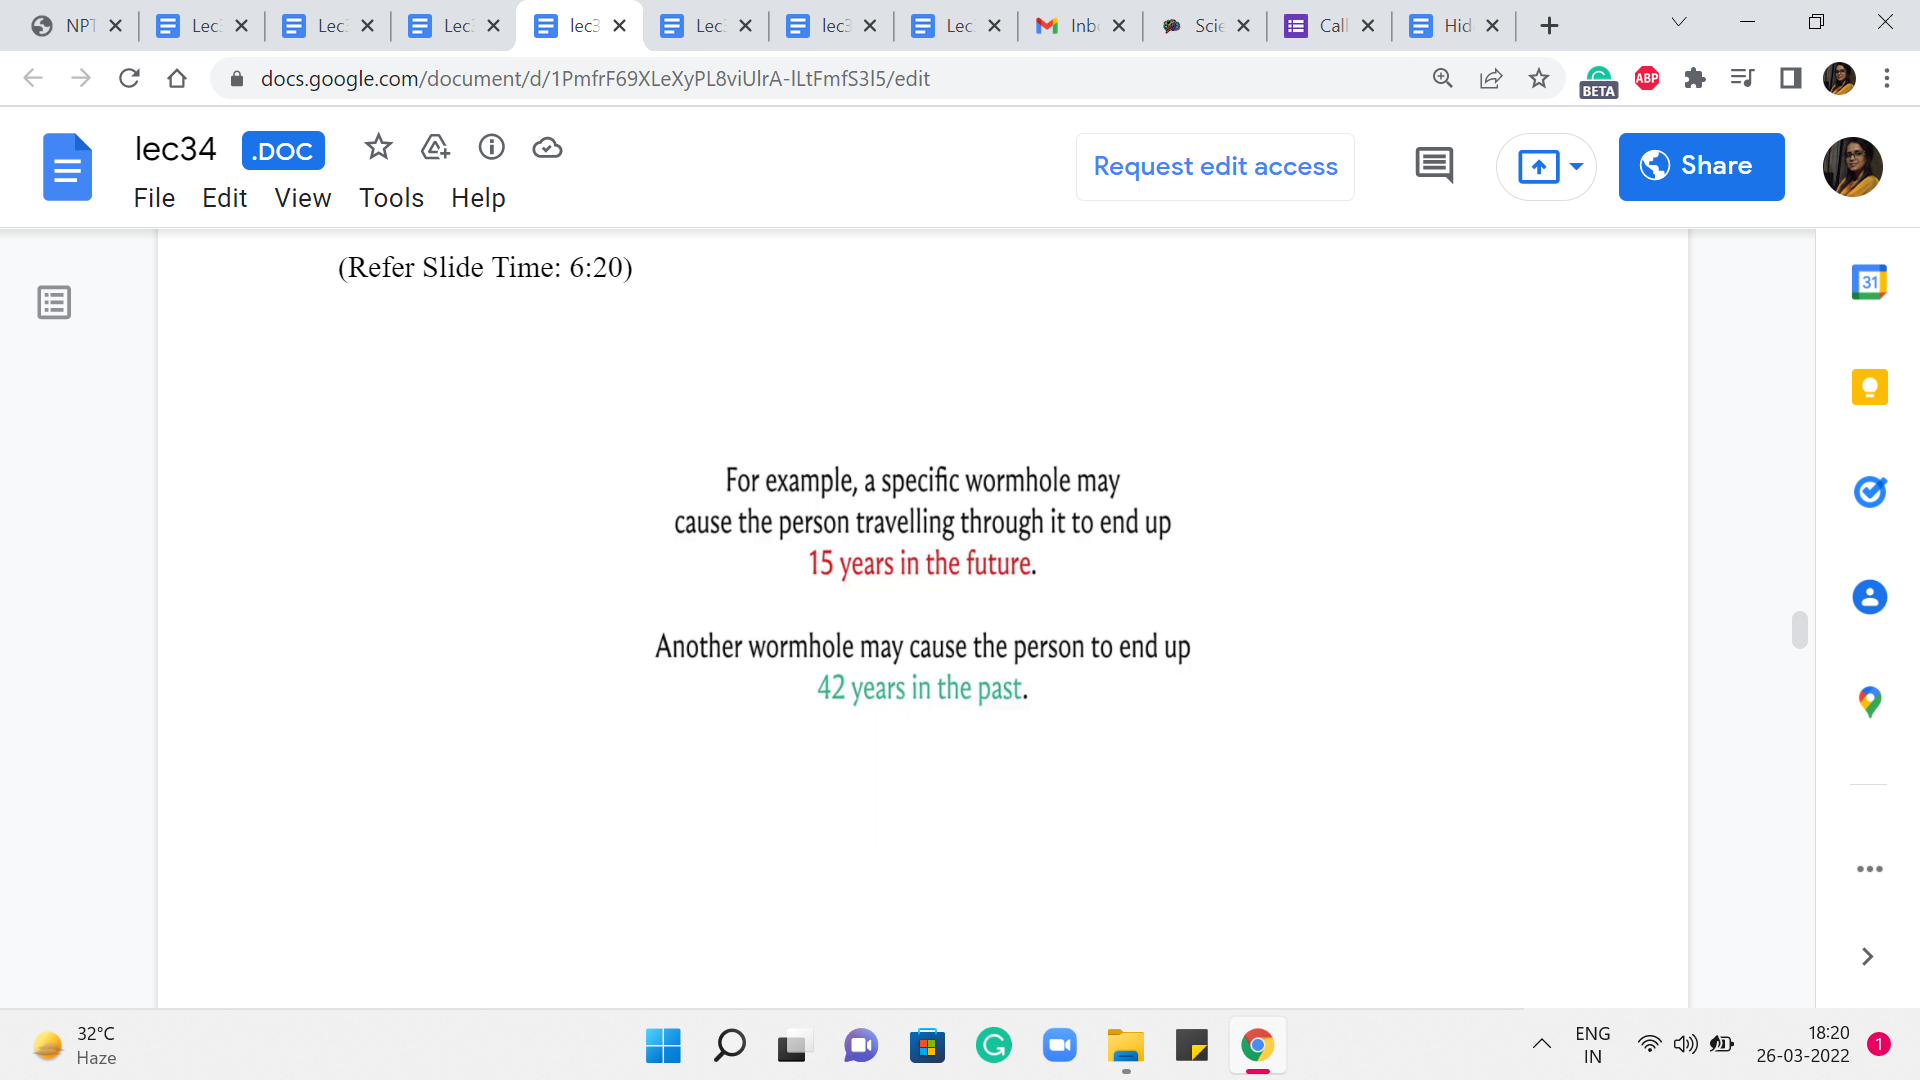 NPT
Lec
Lec
Lec
lec3
Lec
lec3
Lec
Inb
Scie
Call
Hid
docs.google.com/document/d/1PmfrF69XLeXyPL8viUlrA-lLtFmfS3l5/edit
ABP
BETA
lec34
.DOC
Request edit access
Share
File Edit View Tools Help
(Refer Slide Time: 6:20)
31
For example, a specific wormhole may
cause the person travelling through it to end up
15 years in the future.
Another wormhole may cause the person to end up
42 years in the past.
32°C
Haze
ENG
IN
18:20
26-03-2022
1